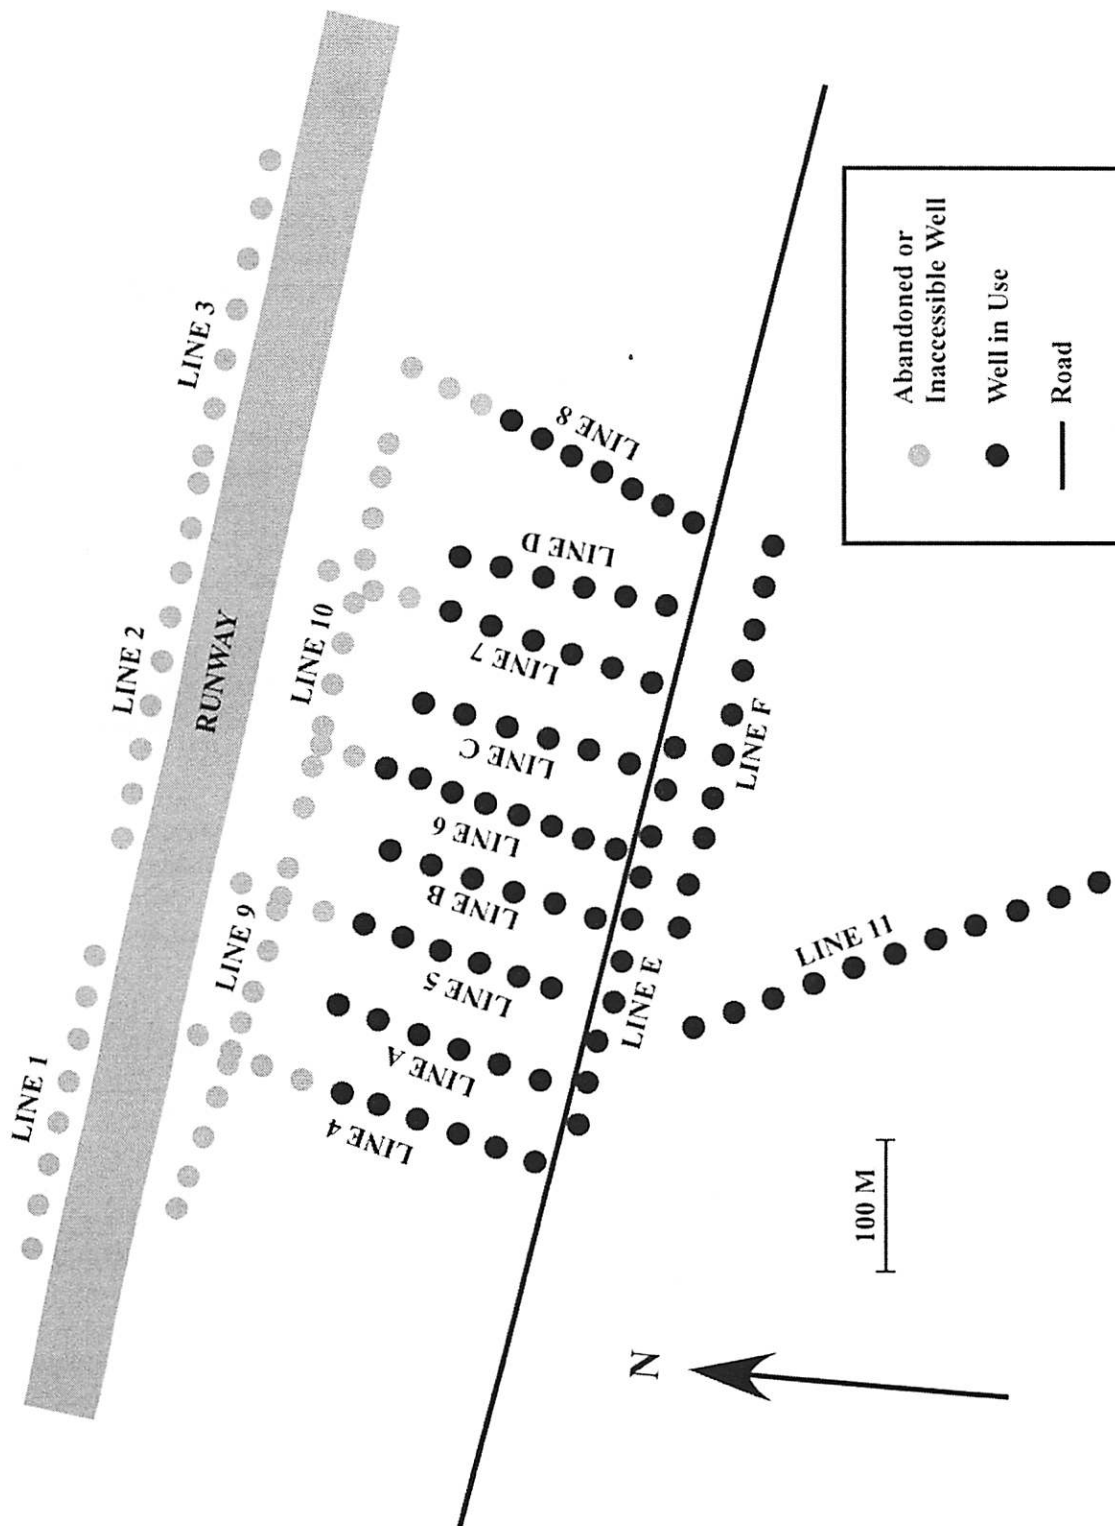 LINE 1
LINE 2
LINE 3
RUNWAY
LINE 9
LINE 10
LINE 4
LINE A
LINE 5
LINE B
LINE 6
LINE C
LINE 7
LINE D
LINE 8
LINE E
LINE F
LINE 11
N
100 M
Abandoned or
Inaccessible Well
Well in Use
Road